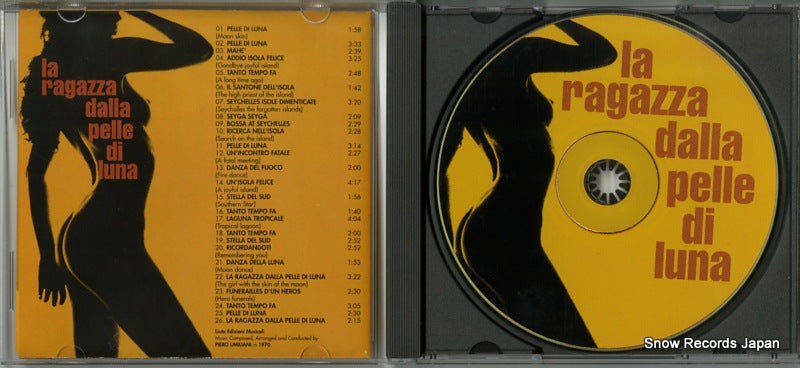 la
ragazza
dalla
pelle
di
luna
01. PELLE DI LUNA 1:58
(Moon skin)
02. PELLE DI LUNA 3:33
03. MAHE' 2:39
04. ADDIO ISOLA FELICE 3:25
(Goodbye joyful island)
05. TANTO TEMPO FA 2:48
(A long time ago)
06. IL SANTONE DELL'ISOLA 1:42
(The high priest of the island)
07. SEYCHELLES ISOLE DIMENTICATE 3:20
(Seychelles the forgotten islands)
08. SEYGA SEYGA 2:09
09. BOSSA AT SEYCHELLES 2:29
10. RICERCA NELL'ISOLA 2:28
(Search on the island)
11. PELLE DI LUNA 3:14
12. UN'INCONTRO FATALE 2:27
(A fatal meeting)
13. DANZA DEL FUOCO 2:00
(Fire dance)
14. UN'ISOLA FELICE 4:17
(A joyful island)
15. STELLA DEL SUD 1:56
(Southern Star)
16. TANTO TEMPO FA 1:40
17. LAGUNA TROPICALE 4:04
(Tropical lagoon)
18. TANTO TEMPO FA 2:00
19. STELLA DEL SUD 2:52
20. RICORDANDOTI 2:52
(Remembering you)
21. DANZA DELLA LUNA 1:53
(Moon dance)
22. LA RAGAZZA DALLA PELLE DI LUNA 3:22
(The girl with the skin of the moon)
23. FUNERAILLES D'UN HEROS 2:30
(Hero funerals)
24. TANTO TEMPO FA 3:05
25. PELLE DI LUNA 2:30
26. LA RAGAZZA DALLA PELLE DI LUNA 2:15
Liuto Edizioni Musicali
Music Composed, Arranged and Conducted by
PIERO UMILIANI in 1970
la
ragazza
dalla
pelle
di
luna
Snow Records Japan